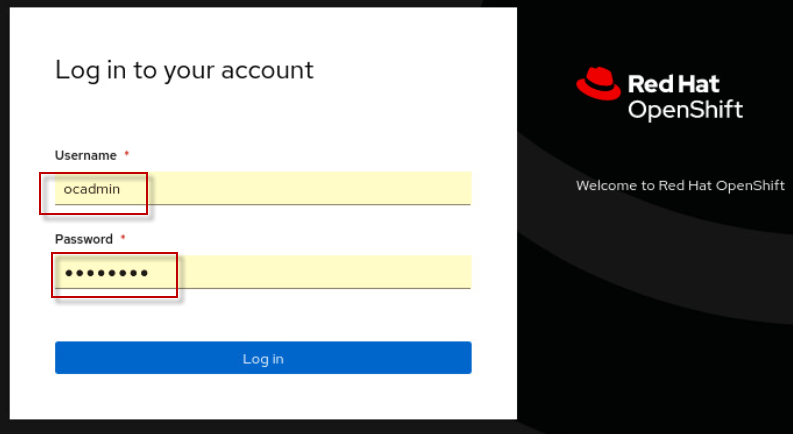 Log in to your account
Username *
ocadmin
Password *
••••••••
Log in
Red Hat
OpenShift
Welcome to Red Hat OpenShift